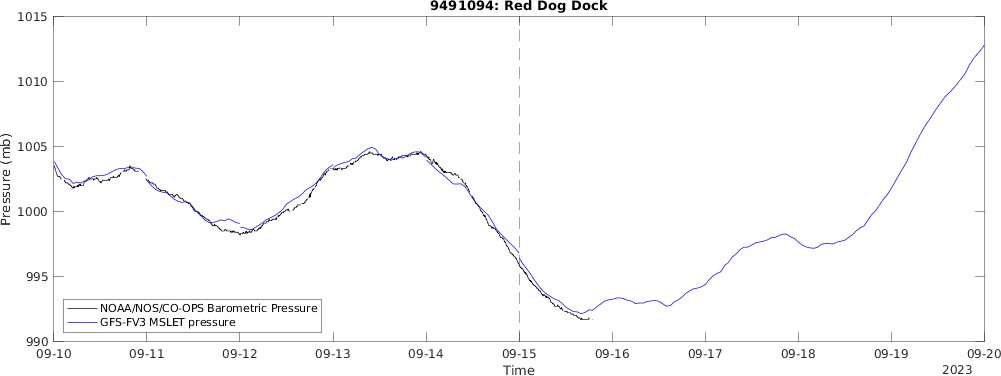 9491094: Red Dog Dock
1015
1010
1005
1000
995
990
Pressure (mb)
NOAA/NOS/CO-OPS Barometric Pressure
GFS-FV3 MSLET pressure
09-10 09-11 09-12 09-13 09-14 09-15 09-16 09-17 09-18 09-19 09-20
Time
2023